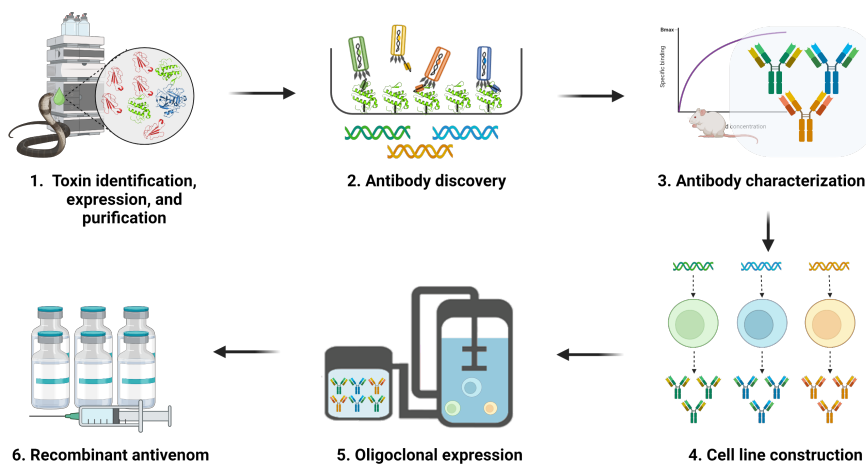 Bmax
Specific binding
concentration
1. Toxin identification,
expression, and
purification
2. Antibody discovery
3. Antibody characterization
6. Recombinant antivenom
5. Oligoclonal expression
4. Cell line construction